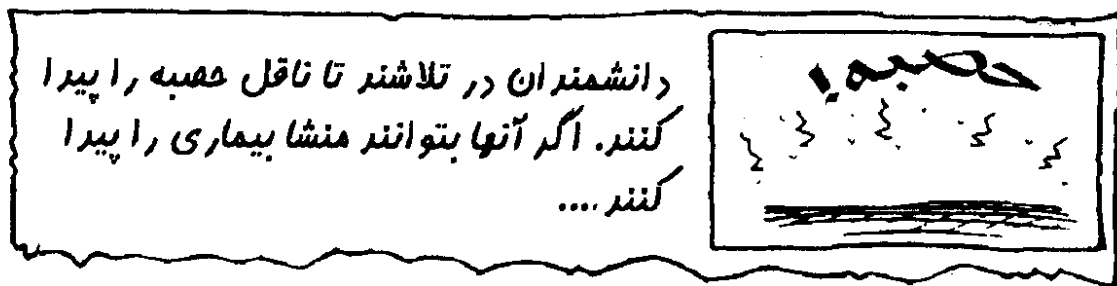 حصبه!
دانشمندان در تلاشند تا ناقل حصبه را پیدا
کنند. اگر آنها بتوانند منشا بیماری را پیدا
کنند ....